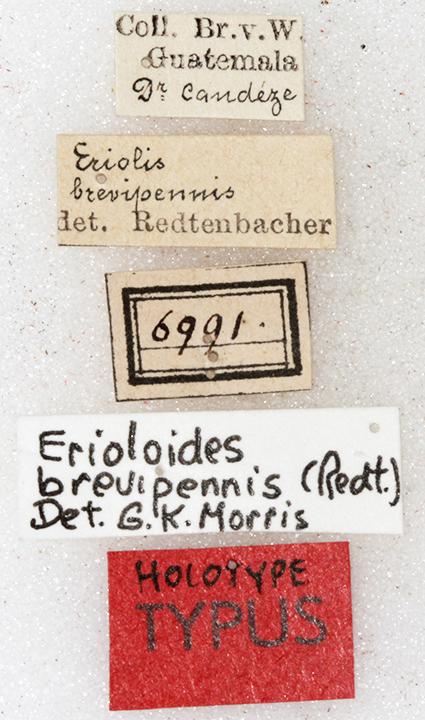 Coll. Br.v.W.
Guatemala
Dr. Candéze
Eriolis
brevipennis
det. Redtenbacher
6991.
Erioloides
brevipennis (Redt.)
Det. G.K. Morris
HOLOTYPE
TYPUS